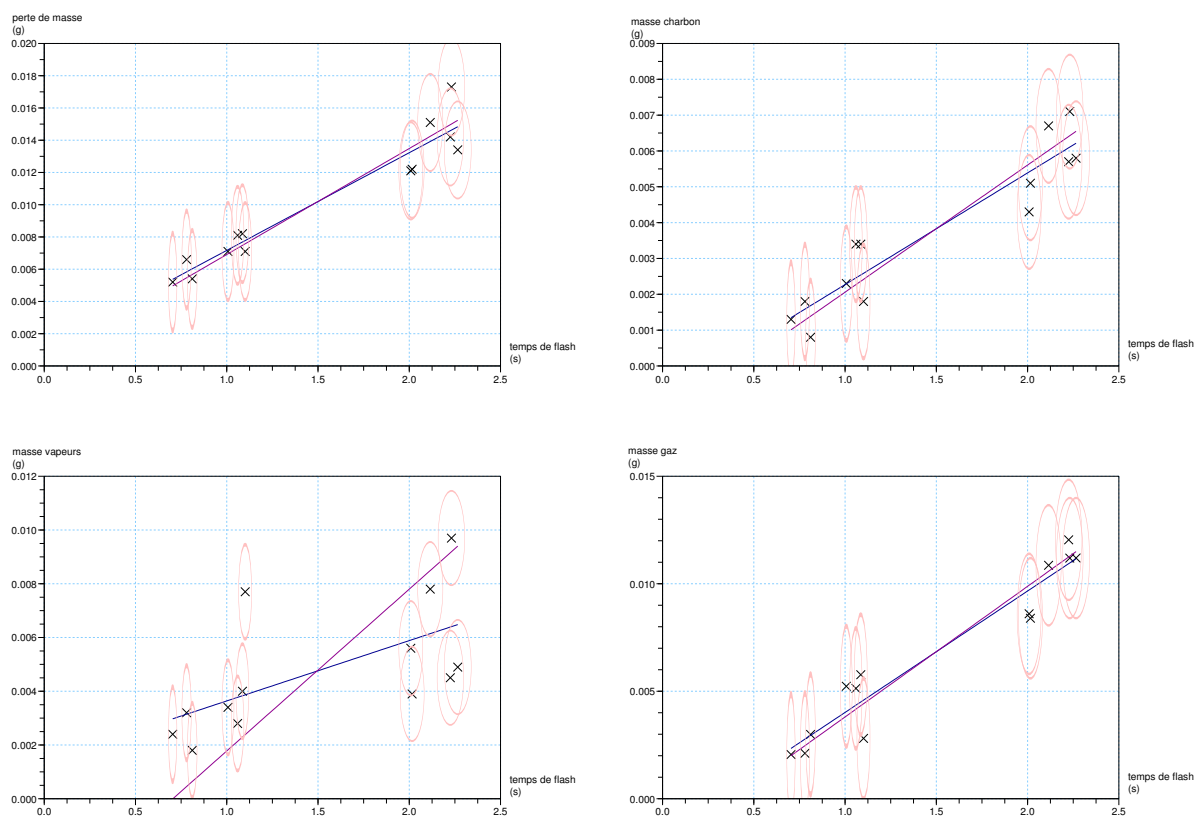 perte de masse
(g)
0.020
0.018
0.016
0.014
0.012
0.010
0.008
0.006
0.004
0.002
0.000
0.0 0.5 1.0 1.5 2.0 2.5
temps de flash
(s)
masse charbon
(g)
0.009
0.008
0.007
0.006
0.005
0.004
0.003
0.002
0.001
0.000
0.0 0.5 1.0 1.5 2.0 2.5
temps de flash
(s)
masse vapeurs
(g)
0.012
0.010
0.008
0.006
0.004
0.002
0.000
0.0 0.5 1.0 1.5 2.0 2.5
temps de flash
(s)
masse gaz
(g)
0.015
0.010
0.005
0.000
0.0 0.5 1.0 1.5 2.0 2.5
temps de flash
(s)